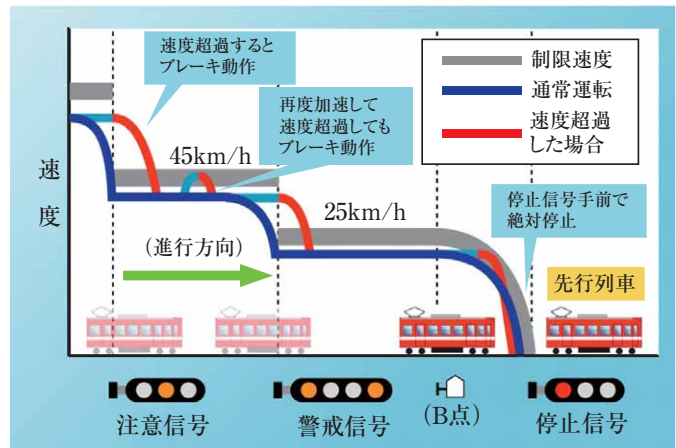 速度超過すると
ブレーキ動作
再度加速して
速度超過しても
ブレーキ動作
制限速度
通常運転
速度超過
した場合
45km/h
速度
25km/h
停止信号手前で
絶対停止
(進行方向)
先行列車
注意信号
警戒信号
(B点)
停止信号